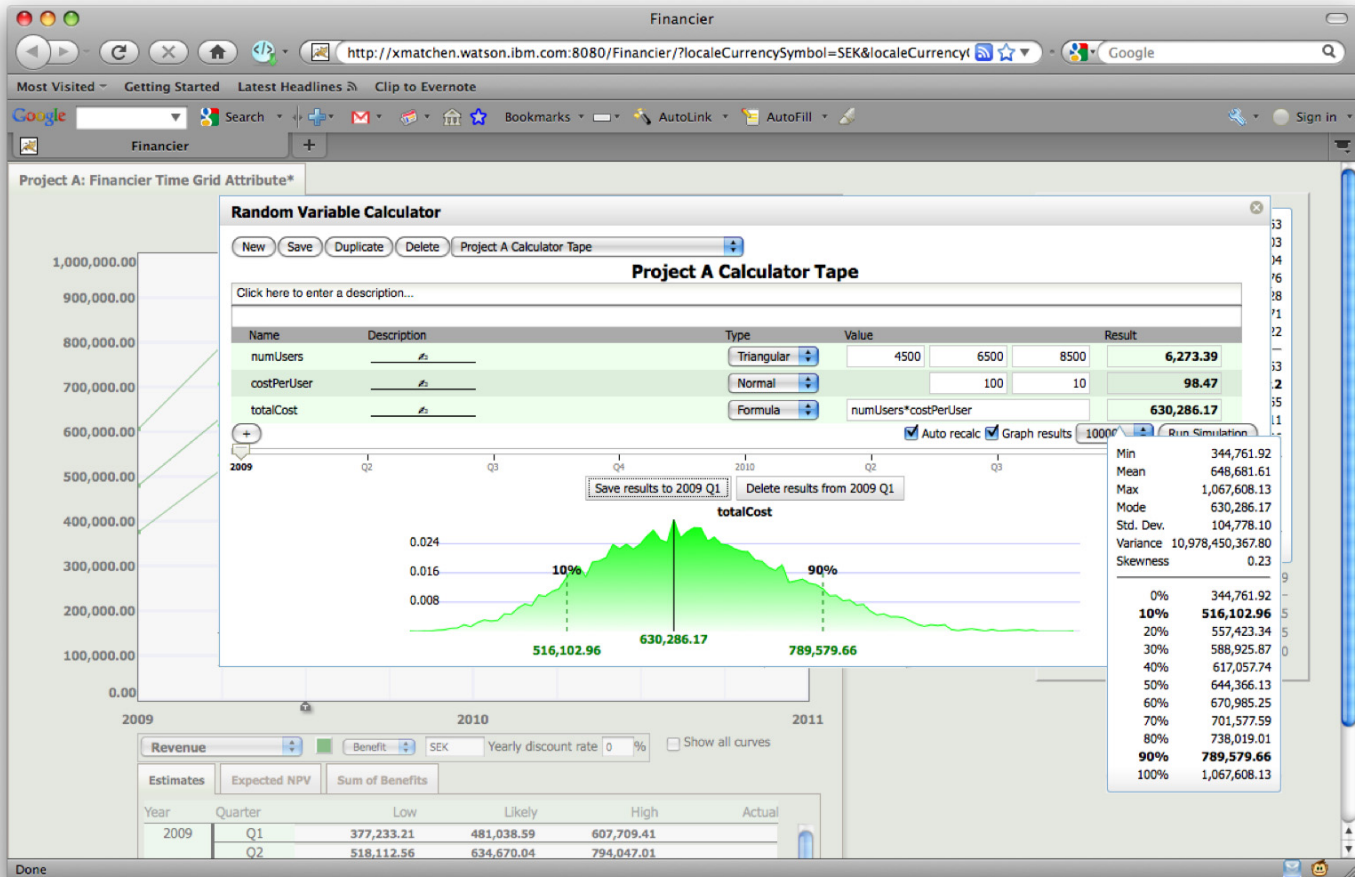 Financier
http://xmatchen.watson.ibm.com:8080/Financier/?localeCurrencySymbol=SEK&localeCurrency(
Google
Most Visited Getting Started Latest Headlines Clip to Evernote
Google Search Bookmarks AutoLink AutoFill Sign in
Financier +
Project A: Financier Time Grid Attribute*
Random Variable Calculator
New Save Duplicate Delete Project A Calculator Tape
Project A Calculator Tape
Click here to enter a description...
Name Description Type Value Result
numUsers Triangular 4500 6500 8500 6,273.39
costPerUser Normal 100 10 98.47
totalCost Formula numUsers*costPerUser 630,286.17
+ Auto recalc Graph results 10000 Run Simulation
2009 Q2 Q3 Q4 2010 Q2 Q3
Save results to 2009 Q1 Delete results from 2009 Q1
totalCost
0.024
0.016
0.008
10% 90%
516,102.96 630,286.17 789,579.66
Min 344,761.92
Mean 648,681.61
Max 1,067,608.13
Mode 630,286.17
Std. Dev. 104,778.10
Variance 10,978,450,367.80
Skewness 0.23
0% 344,761.92
10% 516,102.96
20% 557,423.34
30% 588,925.87
40% 617,057.74
50% 644,366.13
60% 670,985.25
70% 701,577.59
80% 738,019.01
90% 789,579.66
100% 1,067,608.13
1,000,000.00
900,000.00
800,000.00
700,000.00
600,000.00
500,000.00
400,000.00
300,000.00
200,000.00
100,000.00
0.00
2009 2010 2011
Revenue Benefit SEK Yearly discount rate 0 % Show all curves
Estimates Expected NPV Sum of Benefits
Year Quarter Low Likely High Actual
2009 Q1 377,233.21 481,038.59 607,709.41
Q2 518,112.56 634,670.04 794,047.01
Done